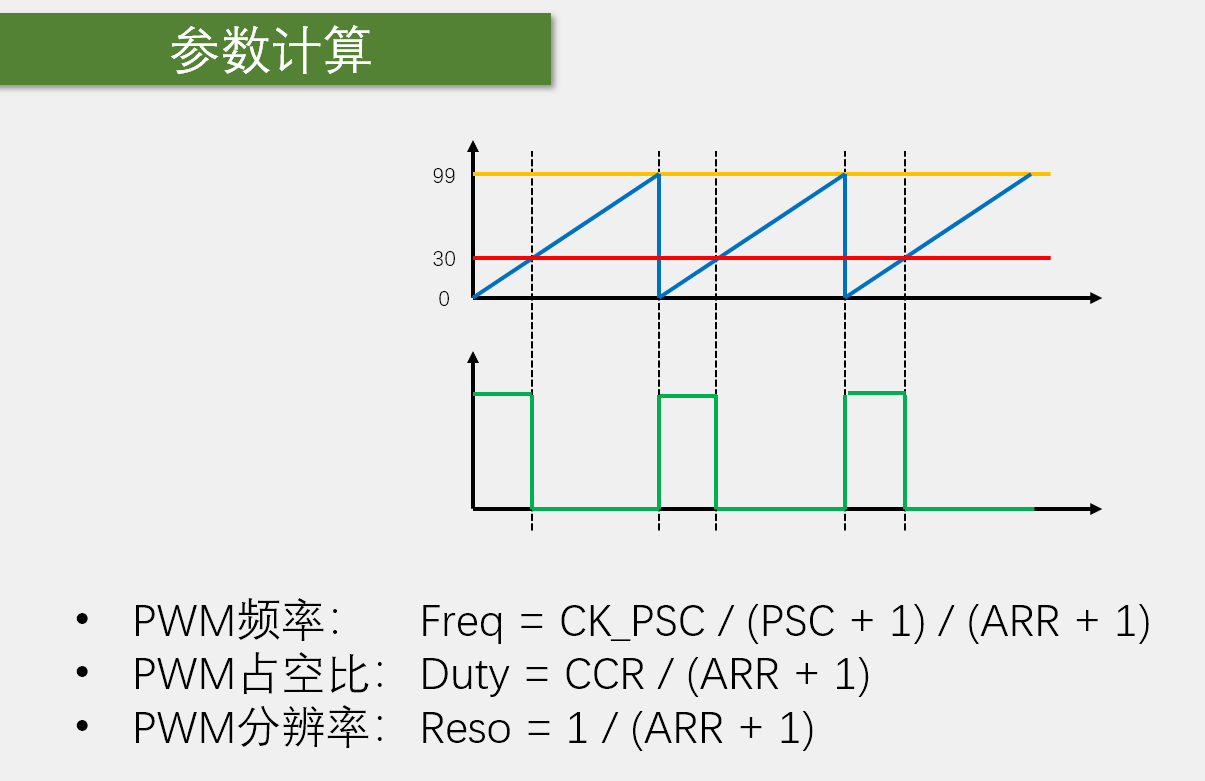 参数计算
99
30
0
• PWM频率： Freq = CK_PSC / (PSC + 1) / (ARR + 1)
• PWM占空比： Duty = CCR / (ARR + 1)
• PWM分辨率： Reso = 1 / (ARR + 1)